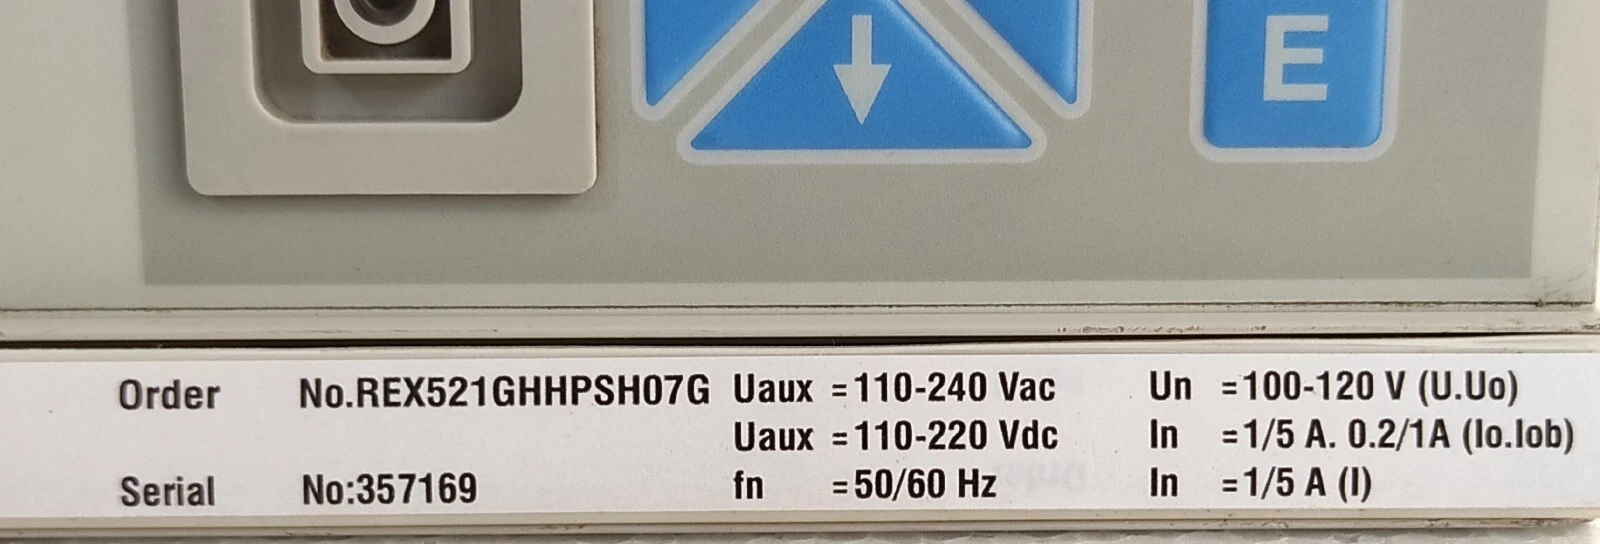 E
Order No.REX521GHHPSH07G Uaux =110-240 Vac Un =100-120 V (U.Uo)
Uaux =110-220 Vdc In =1/5 A. 0.2/1A (Io.Iob)
Serial No:357169 fn =50/60 Hz In =1/5 A (I)